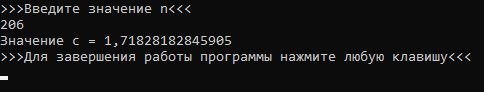 >>>Введите значение n<<<
206
Значение с = 1,71828182845905
>>>Для завершения работы программы нажмите любую клавишу<<<